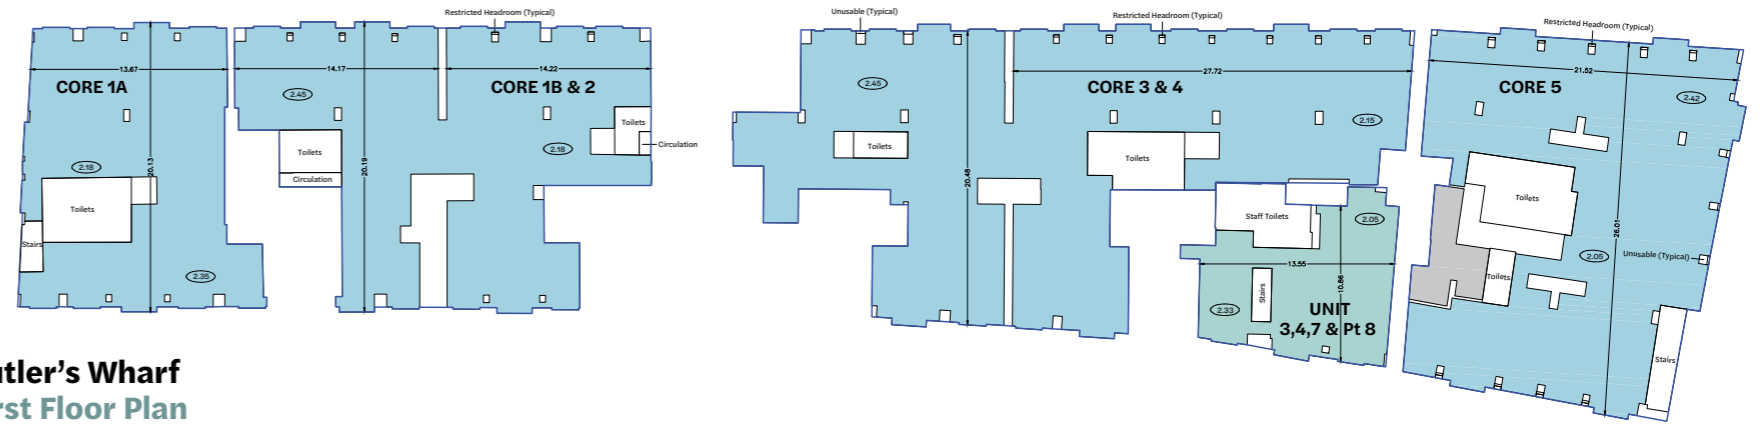 Restricted Headroom (Typical)
13.67
CORE 1A
2.18
20.13
Toilets
Stairs
2.35
14.17
14.22
2.45
CORE 1B & 2
Toilets
Circulation
2.18
Toilets
Circulation
20.19
Unusable (Typical)
Restricted Headroom (Typical)
27.72
2.45
CORE 3 & 4
2.15
Toilets
Toilets
20.48
Staff Toilets
2.05
13.55
10.86
Stairs
2.33
UNIT
3,4,7 & Pt 8
Restricted Headroom (Typical)
21.52
CORE 5
2.42
Toilets
26.01
2.05
Unusable (Typical)
Toilets
Stairs
utler's Wharf
rst Floor Plan